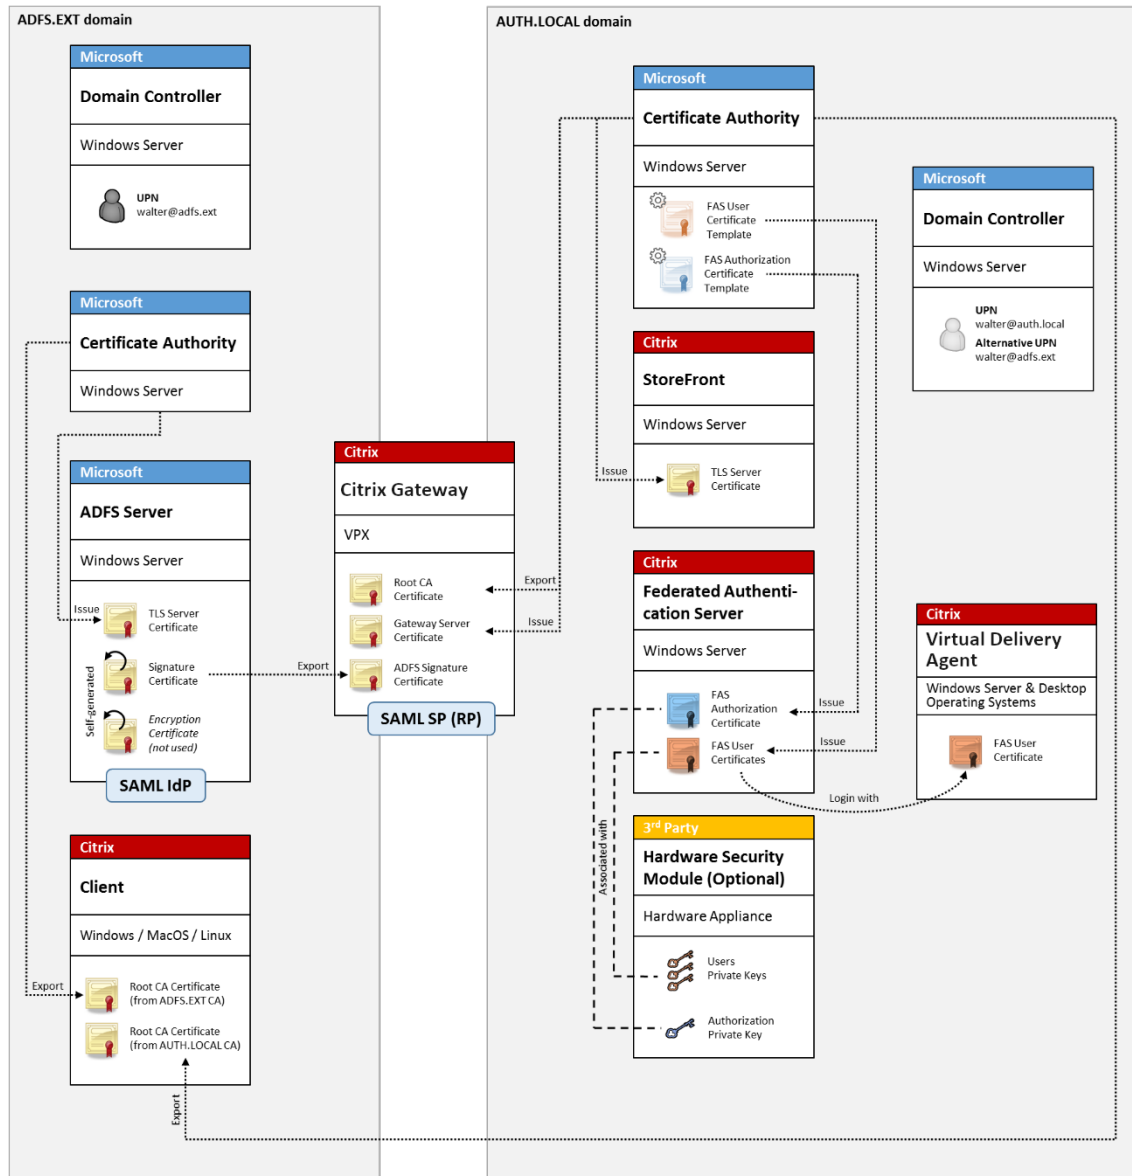 ADFS.EXT domain
Microsoft
Domain Controller
Windows Server
UPN
walter@adfs.ext
Microsoft
Certificate Authority
Windows Server
Microsoft
ADFS Server
Windows Server
Issue
TLS Server
Certificate
Self-generated
Signature
Certificate
Encryption
Certificate
(not used)
SAML IdP
Citrix
Client
Windows / MacOS / Linux
Export
Root CA Certificate
(from ADFS.EXT CA)
Root CA Certificate
(from AUTH.LOCAL CA)
Export
Export
Citrix
Citrix Gateway
VPX
Root CA
Certificate
Gateway Server
Certificate
ADFS Signature
Certificate
SAML SP (RP)
Export
Issue
AUTH.LOCAL domain
Microsoft
Certificate Authority
Windows Server
FAS User
Certificate
Template
FAS Authorization
Certificate
Template
Citrix
StoreFront
Windows Server
Issue
TLS Server
Certificate
Citrix
Federated Authenti-
cation Server
Windows Server
FAS
Authorization
Certificate
Issue
FAS User
Certificates
Issue
Login with
Associated with
3rd Party
Hardware Security
Module (Optional)
Hardware Appliance
Users
Private Keys
Authorization
Private Key
Microsoft
Domain Controller
Windows Server
UPN
walter@auth.local
Alternative UPN
walter@adfs.ext
Citrix
Virtual Delivery
Agent
Windows Server & Desktop
Operating Systems
FAS User
Certificate